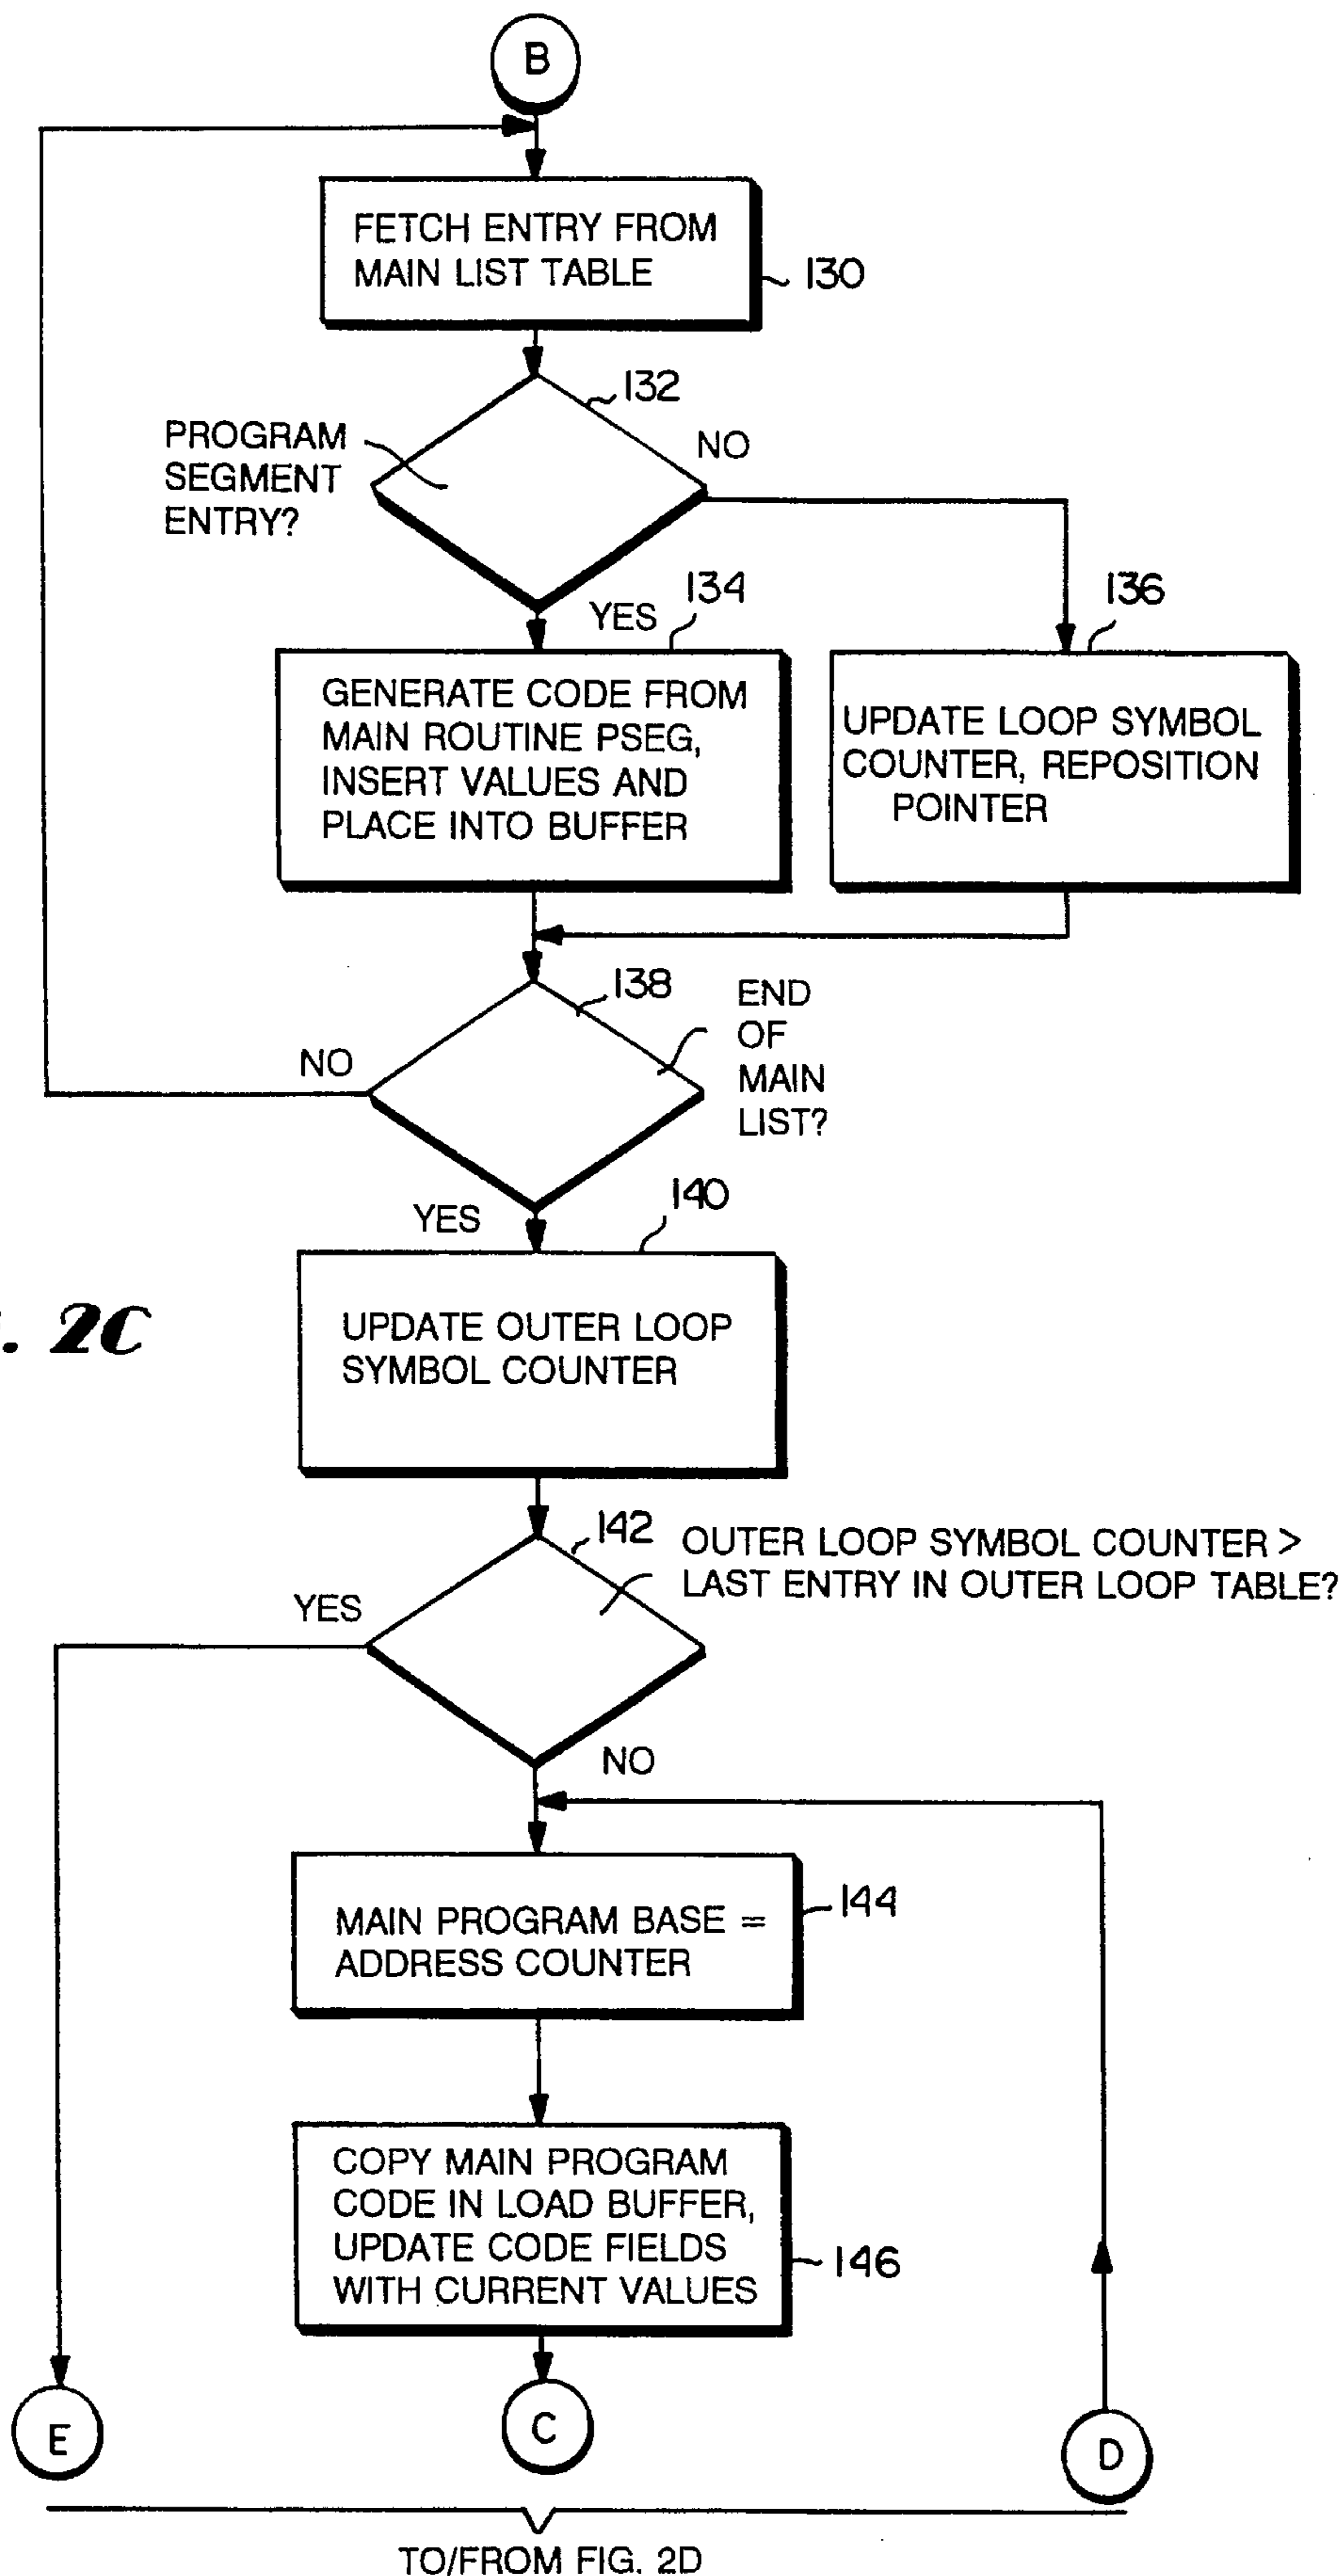 B
FETCH ENTRY FROM
MAIN LIST TABLE
130
132
PROGRAM
SEGMENT
ENTRY?
NO
YES
134
136
GENERATE CODE FROM
MAIN ROUTINE PSEG,
INSERT VALUES AND
PLACE INTO BUFFER
UPDATE LOOP SYMBOL
COUNTER, REPOSITION
POINTER
138
END
OF
MAIN
LIST?
NO
YES
140
. 2C
UPDATE OUTER LOOP
SYMBOL COUNTER
142
OUTER LOOP SYMBOL COUNTER >
LAST ENTRY IN OUTER LOOP TABLE?
YES
NO
144
MAIN PROGRAM BASE =
ADDRESS COUNTER
COPY MAIN PROGRAM
CODE IN LOAD BUFFER,
UPDATE CODE FIELDS
WITH CURRENT VALUES
146
E
C
D
TO/FROM FIG. 2D